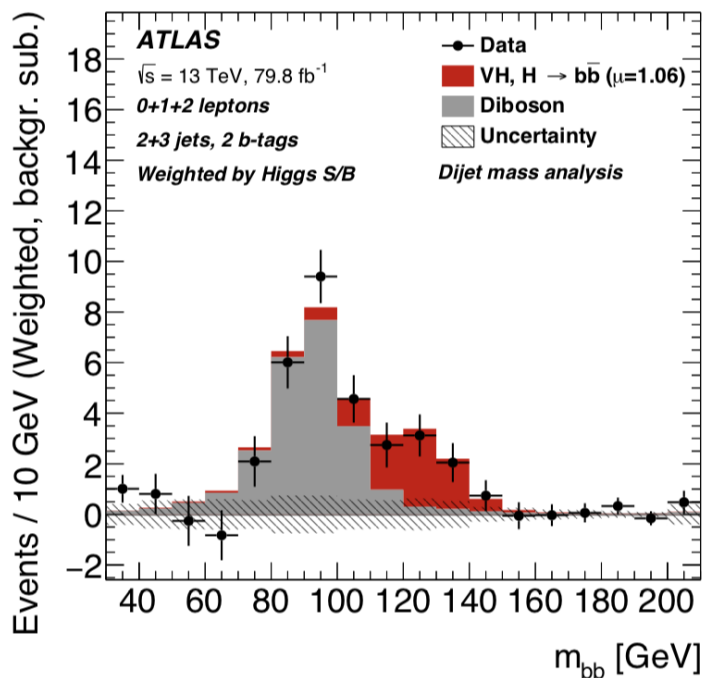 Events / 10 GeV (Weighted, backgr. sub.)
18
16
14
12
10
8
6
4
2
0
−2
ATLAS
√s = 13 TeV, 79.8 fb⁻¹
0+1+2 leptons
2+3 jets, 2 b-tags
Weighted by Higgs S/B
Data
VH, H → bb̅ (μ=1.06)
Diboson
Uncertainty
Dijet mass analysis
40 60 80 100 120 140 160 180 200
m_bb [GeV]